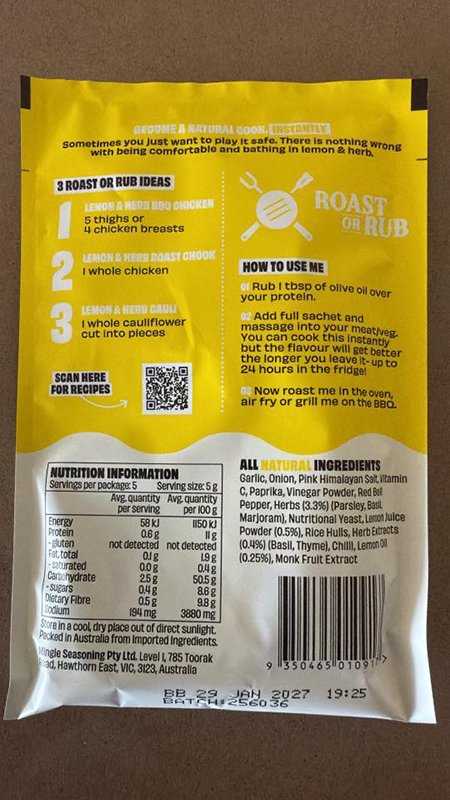 BECOME A NATURAL COOK, INSTANTLY
Sometimes you just want to play it safe. There is nothing wrong
with being comfortable and bathing in lemon & herb.
3 ROAST OR RUB IDEAS
1
LEMON & HERB BBQ CHICKEN
5 thighs or
4 chicken breasts
2
LEMON & HERB ROAST CHOOK
1 whole chicken
3
LEMON & HERB CAULI
1 whole cauliflower
cut into pieces
SCAN HERE
FOR RECIPES
ROAST
OR RUB
HOW TO USE ME
01 Rub 1 tbsp of olive oil over
your protein.
02 Add full sachet and
massage into your meat/veg.
You can cook this instantly
but the flavour will get better
the longer you leave it- up to
24 hours in the fridge!
03 Now roast me in the oven,
air fry or grill me on the BBQ.
NUTRITION INFORMATION
Servings per package: 5 Serving size: 5 g
Avg. quantity Avg. quantity
per serving per 100 g
Energy 58 kJ 1150 kJ
Protein 0.6 g 11 g
- gluten not detected not detected
Fat, total 0.1 g 1.9 g
- saturated 0.0 g 0.4 g
Carbohydrate 2.5 g 50.5 g
- sugars 0.4 g 8.6 g
Dietary Fibre 0.5 g 9.8 g
Sodium 194 mg 3880 mg
Store in a cool, dry place out of direct sunlight.
Packed in Australia from Imported Ingredients.
Mingle Seasoning Pty Ltd. Level 1, 785 Toorak
Road, Hawthorn East, VIC, 3123, Australia
ALL NATURAL INGREDIENTS
Garlic, Onion, Pink Himalayan Salt, Vitamin
C, Paprika, Vinegar Powder, Red Bell
Pepper, Herbs (3.3%) (Parsley, Basil,
Marjoram), Nutritional Yeast, Lemon Juice
Powder (0.5%), Rice Hulls, Herb Extracts
(0.4%) (Basil, Thyme), Chilli, Lemon Oil
(0.25%), Monk Fruit Extract
9 350465 01091
BB 29 JAN 2027 19:25
BATCH:256036